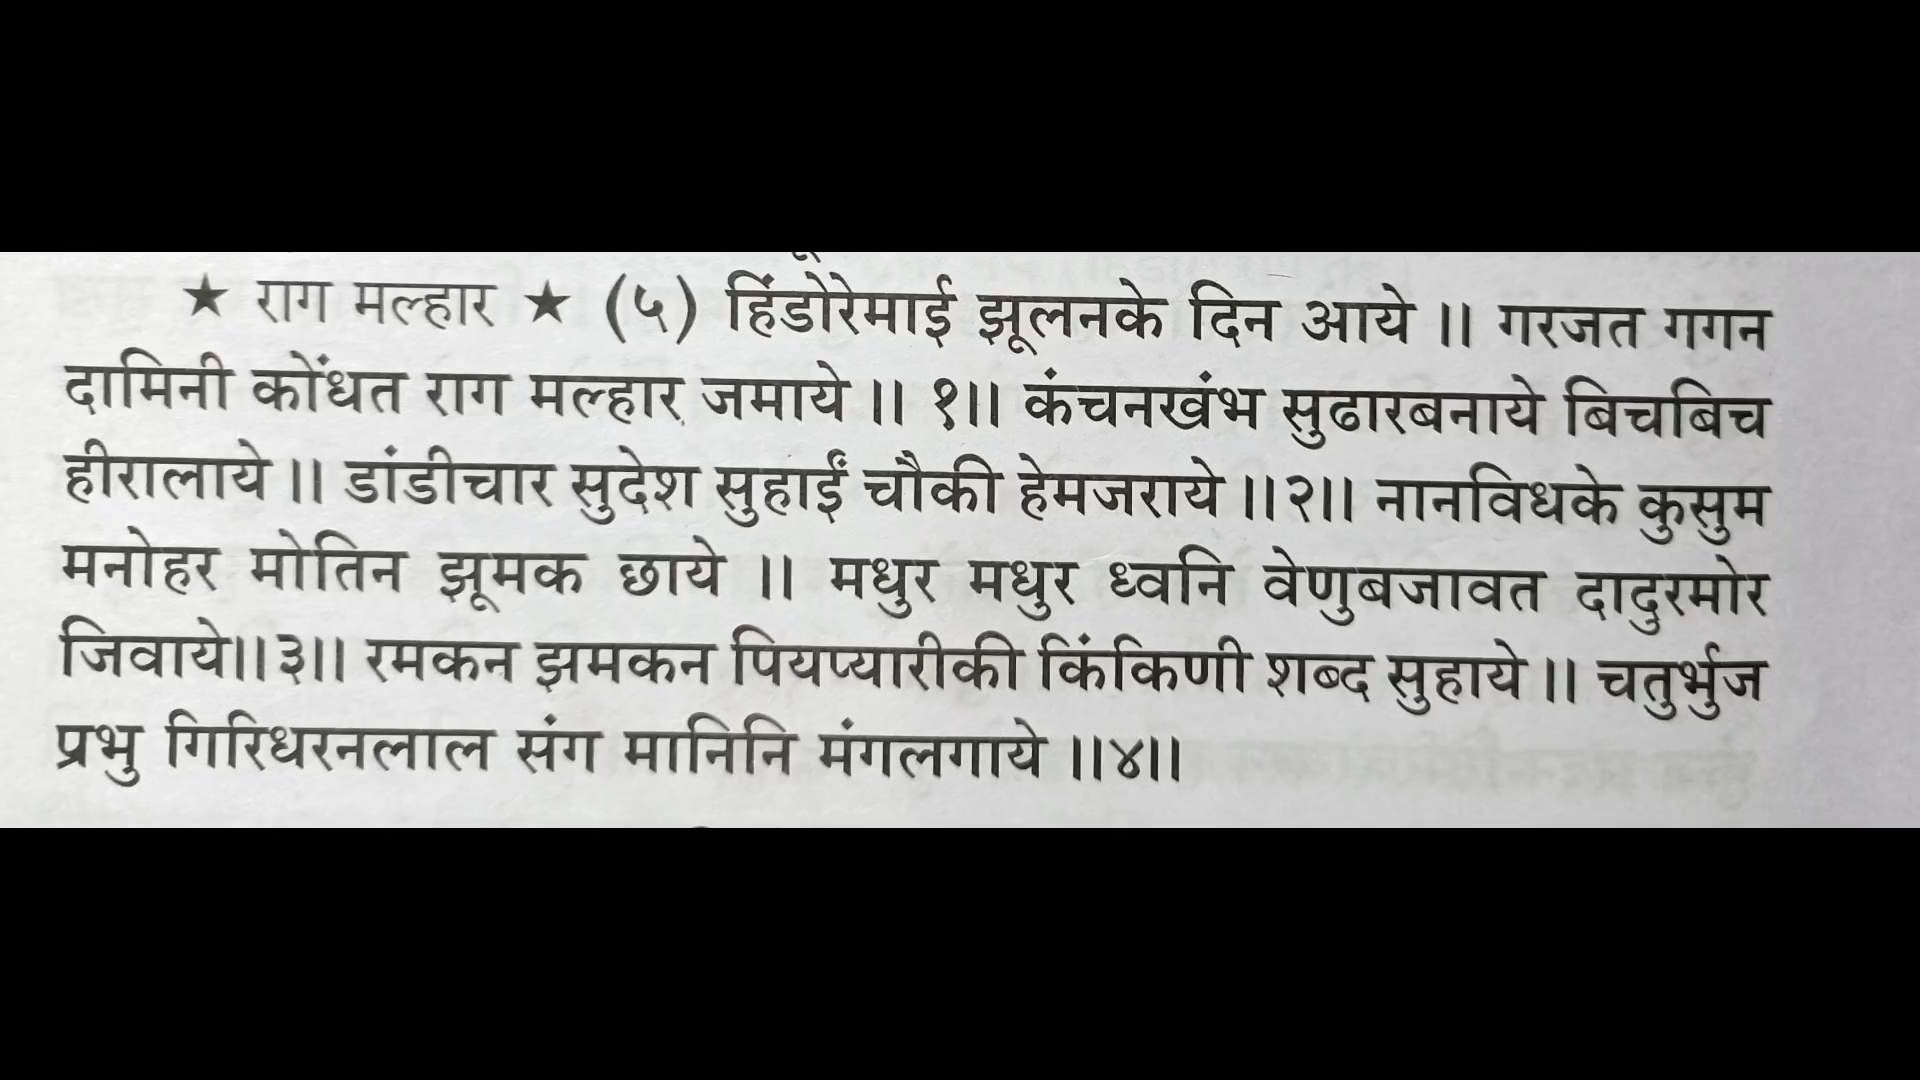 ★ राग मल्हार ★ (५) हिंडोरेमाई झूलनके दिन आये ।। गरजत गगन
दामिनी कोंधत राग मल्हार जमाये ।। १।। कंचनखंभ सुढारबनाये बिचबिच
हीरालाये ।। डांडीचार सुदेश सुहाईं चौकी हेमजराये ।।२।। नानविधके कुसुम
मनोहर मोतिन झूमक छाये ।। मधुर मधुर ध्वनि वेणुबजावत दादुरमोर
जिवाये।।३।। रमकन झमकन पियप्यारीकी किंकिणी शब्द सुहाये ।। चतुर्भुज
प्रभु गिरिधरनलाल संग मानिनि मंगलगाये ।।४।।